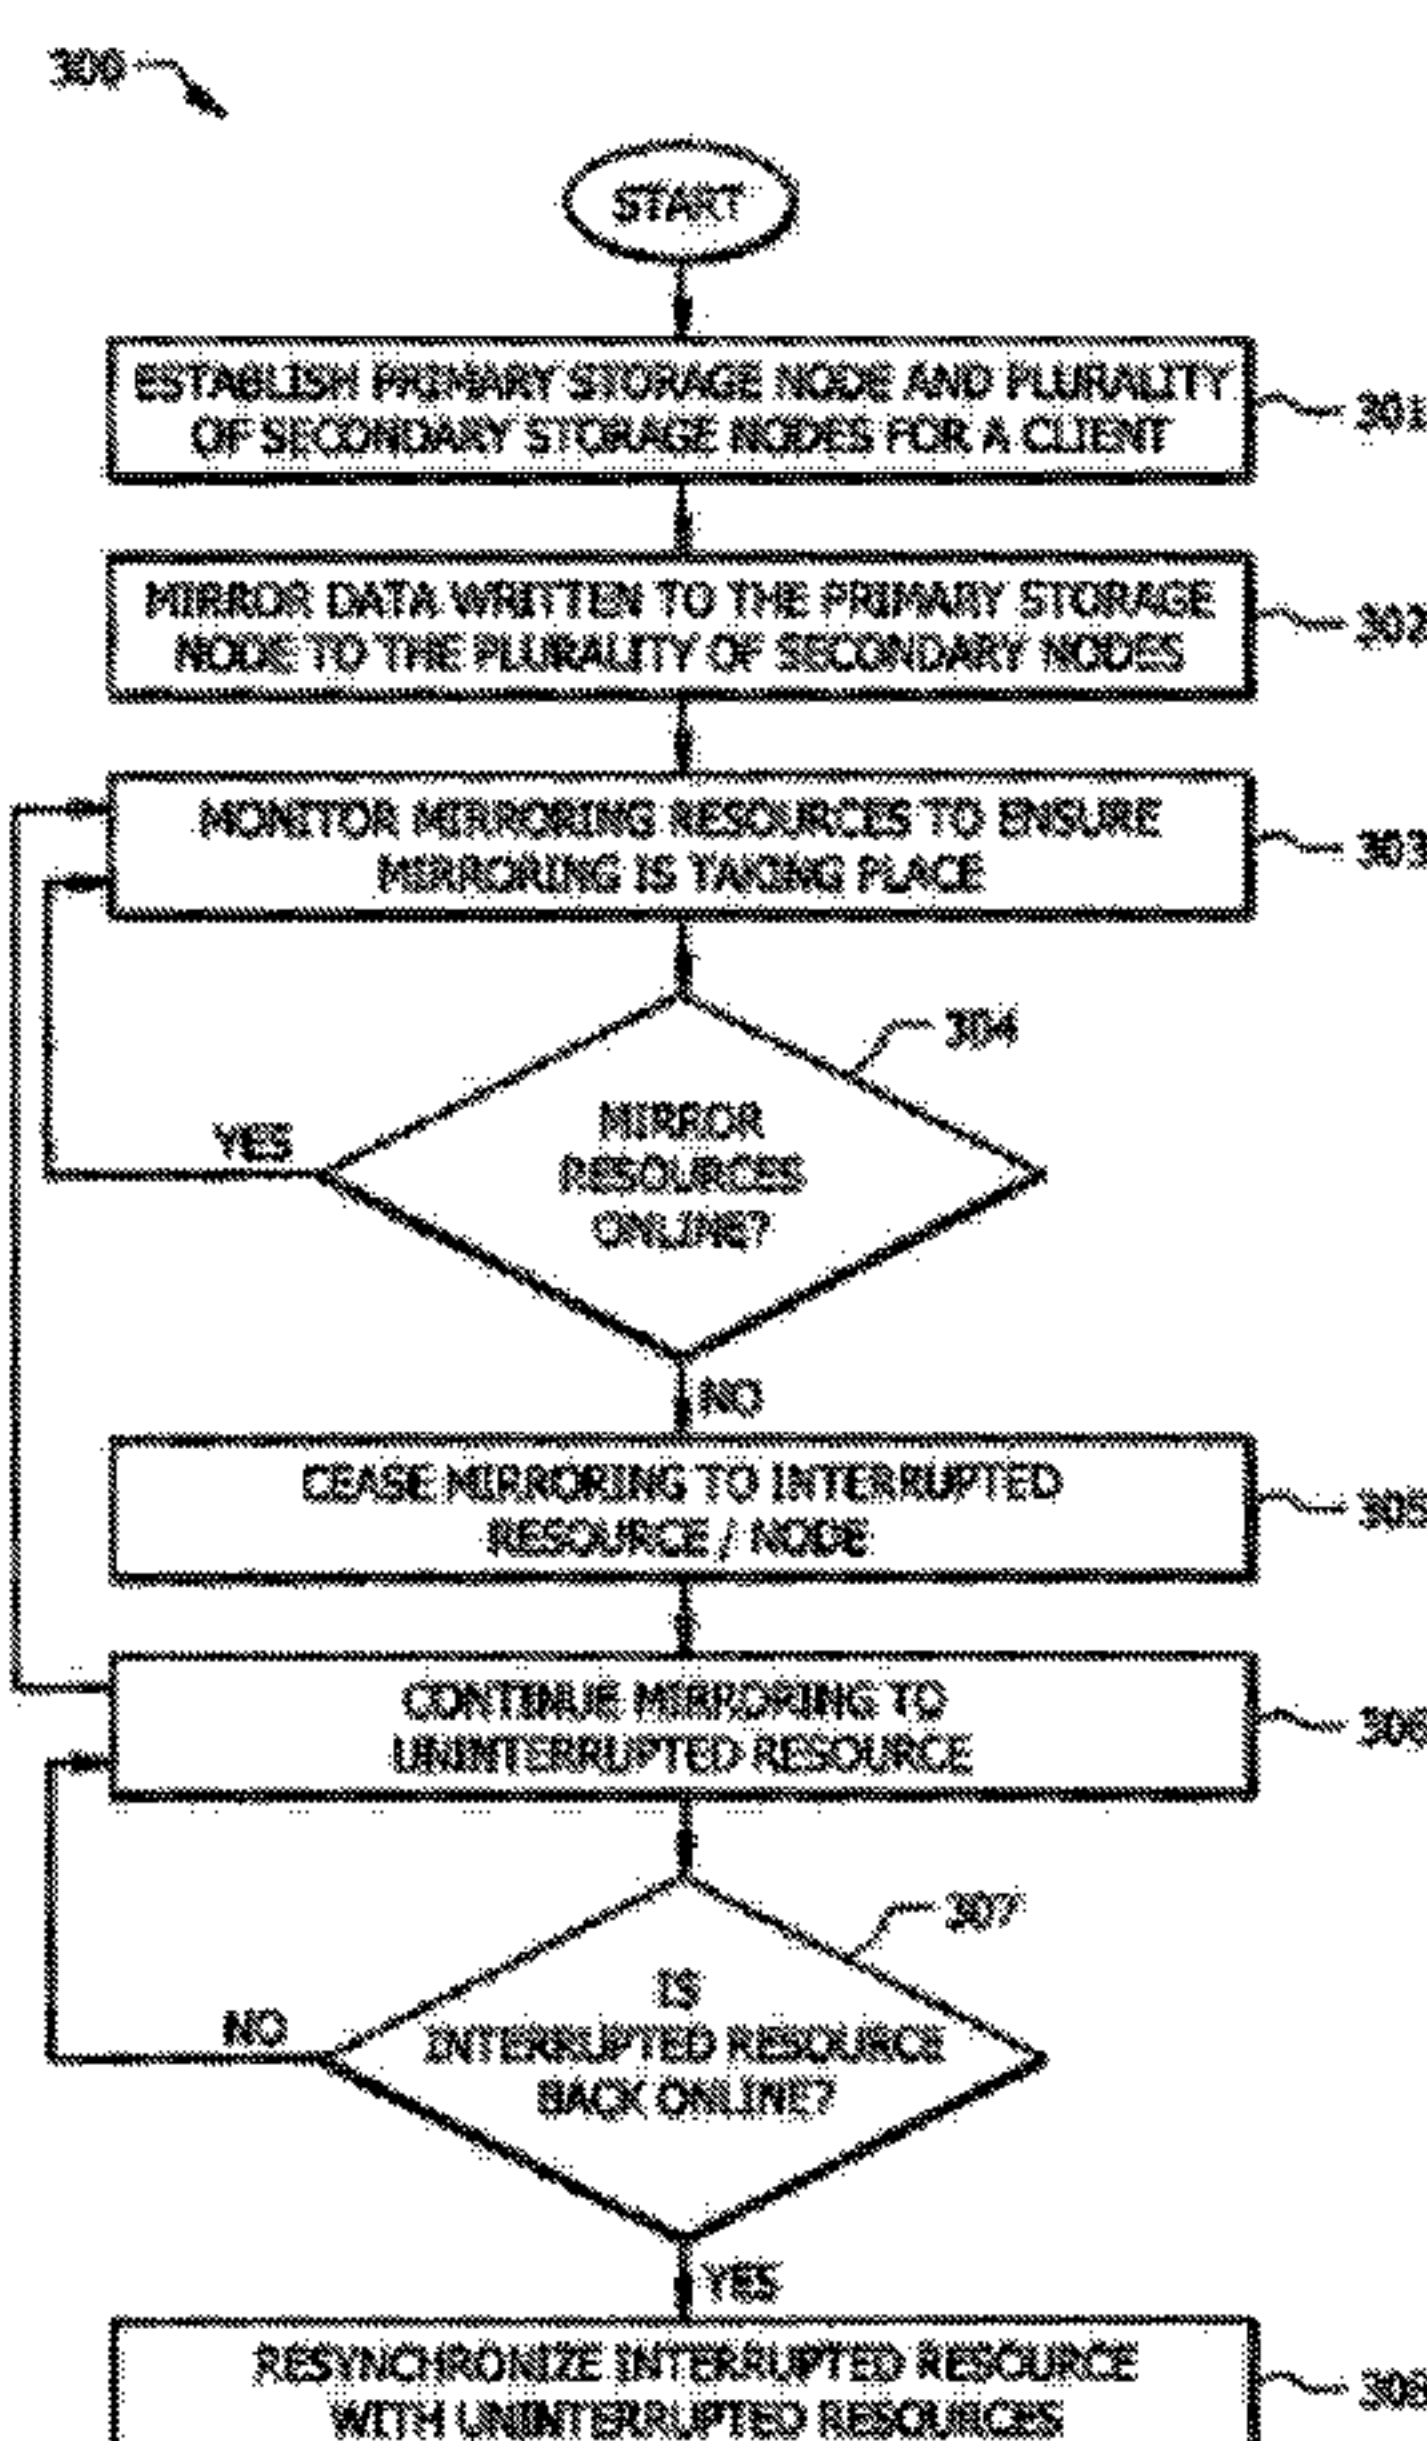 300
START
ESTABLISH PRIMARY STORAGE NODE AND PLURALITY
OF SECONDARY STORAGE NODES FOR A CLIENT
301
MIRROR DATA WRITTEN TO THE PRIMARY STORAGE
NODE TO THE PLURALITY OF SECONDARY NODES
302
MONITOR MIRRORING RESOURCES TO ENSURE
MIRRORING IS TAKING PLACE
303
304
MIRROR
RESOURCES
ONLINE?
YES
NO
CEASE MIRRORING TO INTERRUPTED
RESOURCE / NODE
305
CONTINUE MIRRORING TO
UNINTERRUPTED RESOURCE
306
307
IS
INTERRUPTED RESOURCE
BACK ONLINE?
NO
YES
RESYNCHRONIZE INTERRUPTED RESOURCE
WITH UNINTERRUPTED RESOURCES
308